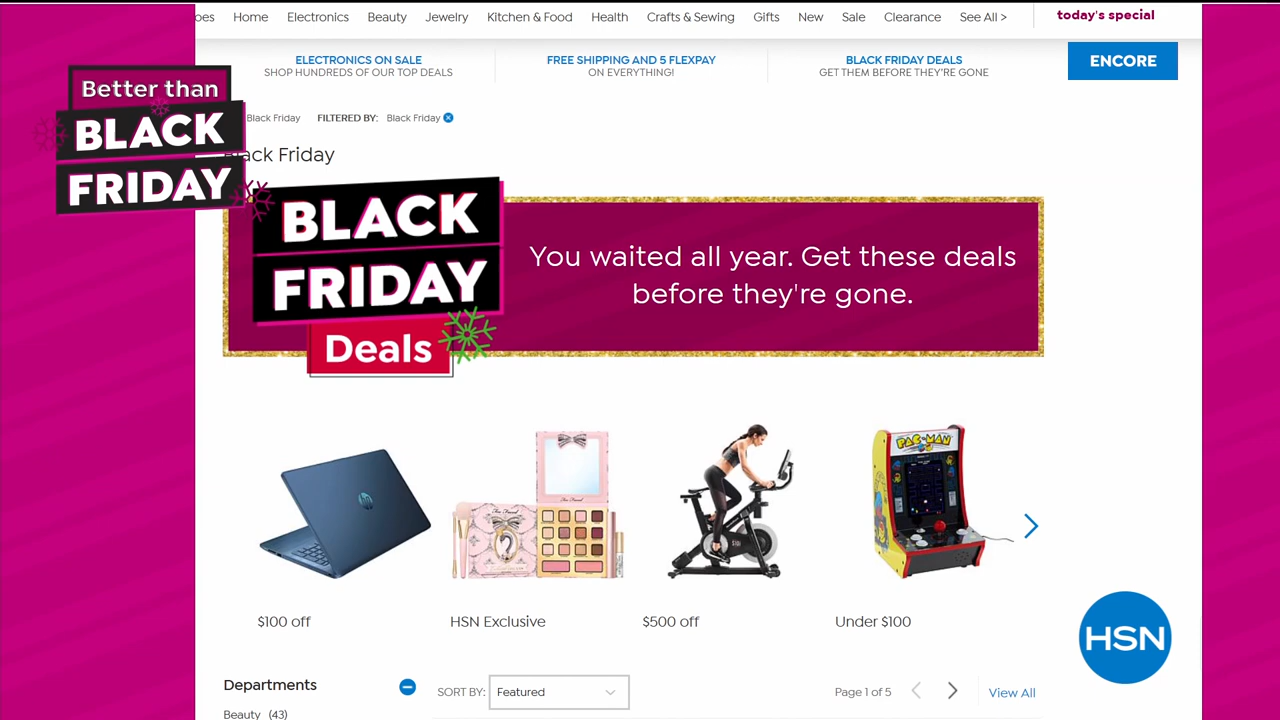 oes Home Electronics Beauty Jewelry Kitchen & Food Health Crafts & Sewing Gifts New Sale Clearance See All >
today's special
ELECTRONICS ON SALE
SHOP HUNDREDS OF OUR TOP DEALS
FREE SHIPPING AND 5 FLEXPAY
ON EVERYTHING!
BLACK FRIDAY DEALS
GET THEM BEFORE THEY'RE GONE
ENCORE
Better than
BLACK
FRIDAY
Black Friday FILTERED BY: Black Friday
Black Friday
BLACK
FRIDAY
Deals
You waited all year. Get these deals
before they're gone.
hp
Too Faced
PAC-MAN
$100 off
HSN Exclusive
$500 off
Under $100
HSN
Departments
SORT BY: Featured
Page 1 of 5
View All
Beauty (43)